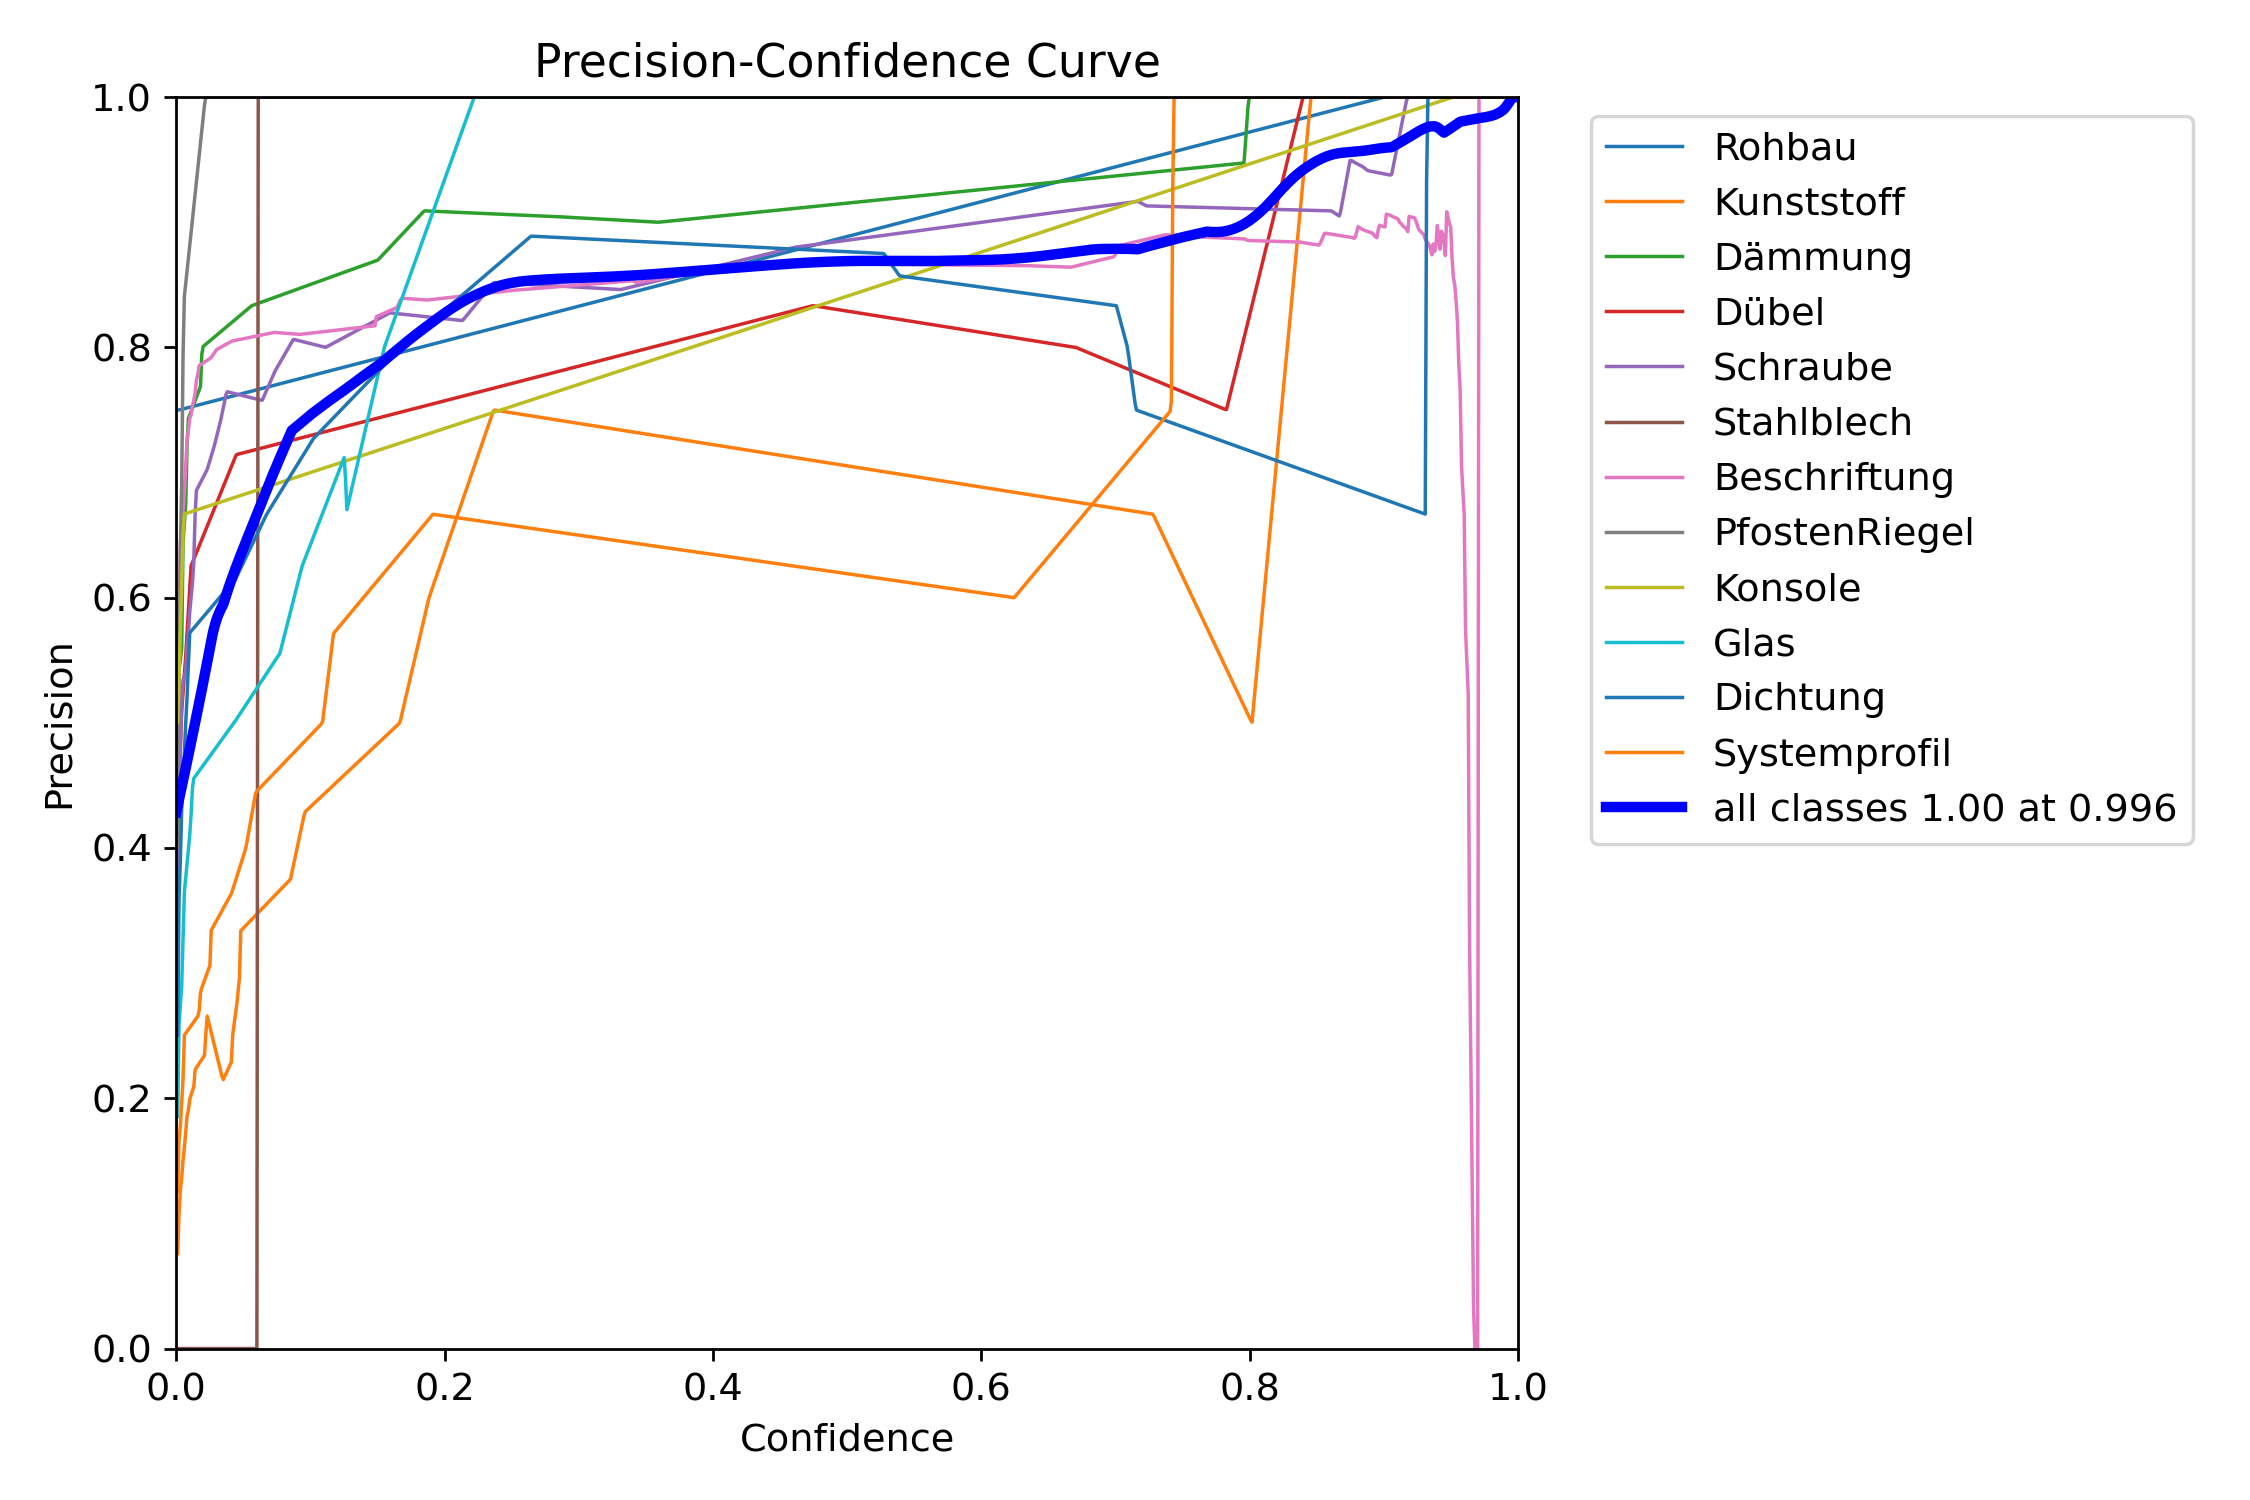 Precision-Confidence Curve
1.0
0.8
0.6
0.4
0.2
0.0
Precision
0.0 0.2 0.4 0.6 0.8 1.0
Confidence
Rohbau
Kunststoff
Dämmung
Dübel
Schraube
Stahlblech
Beschriftung
PfostenRiegel
Konsole
Glas
Dichtung
Systemprofil
all classes 1.00 at 0.996